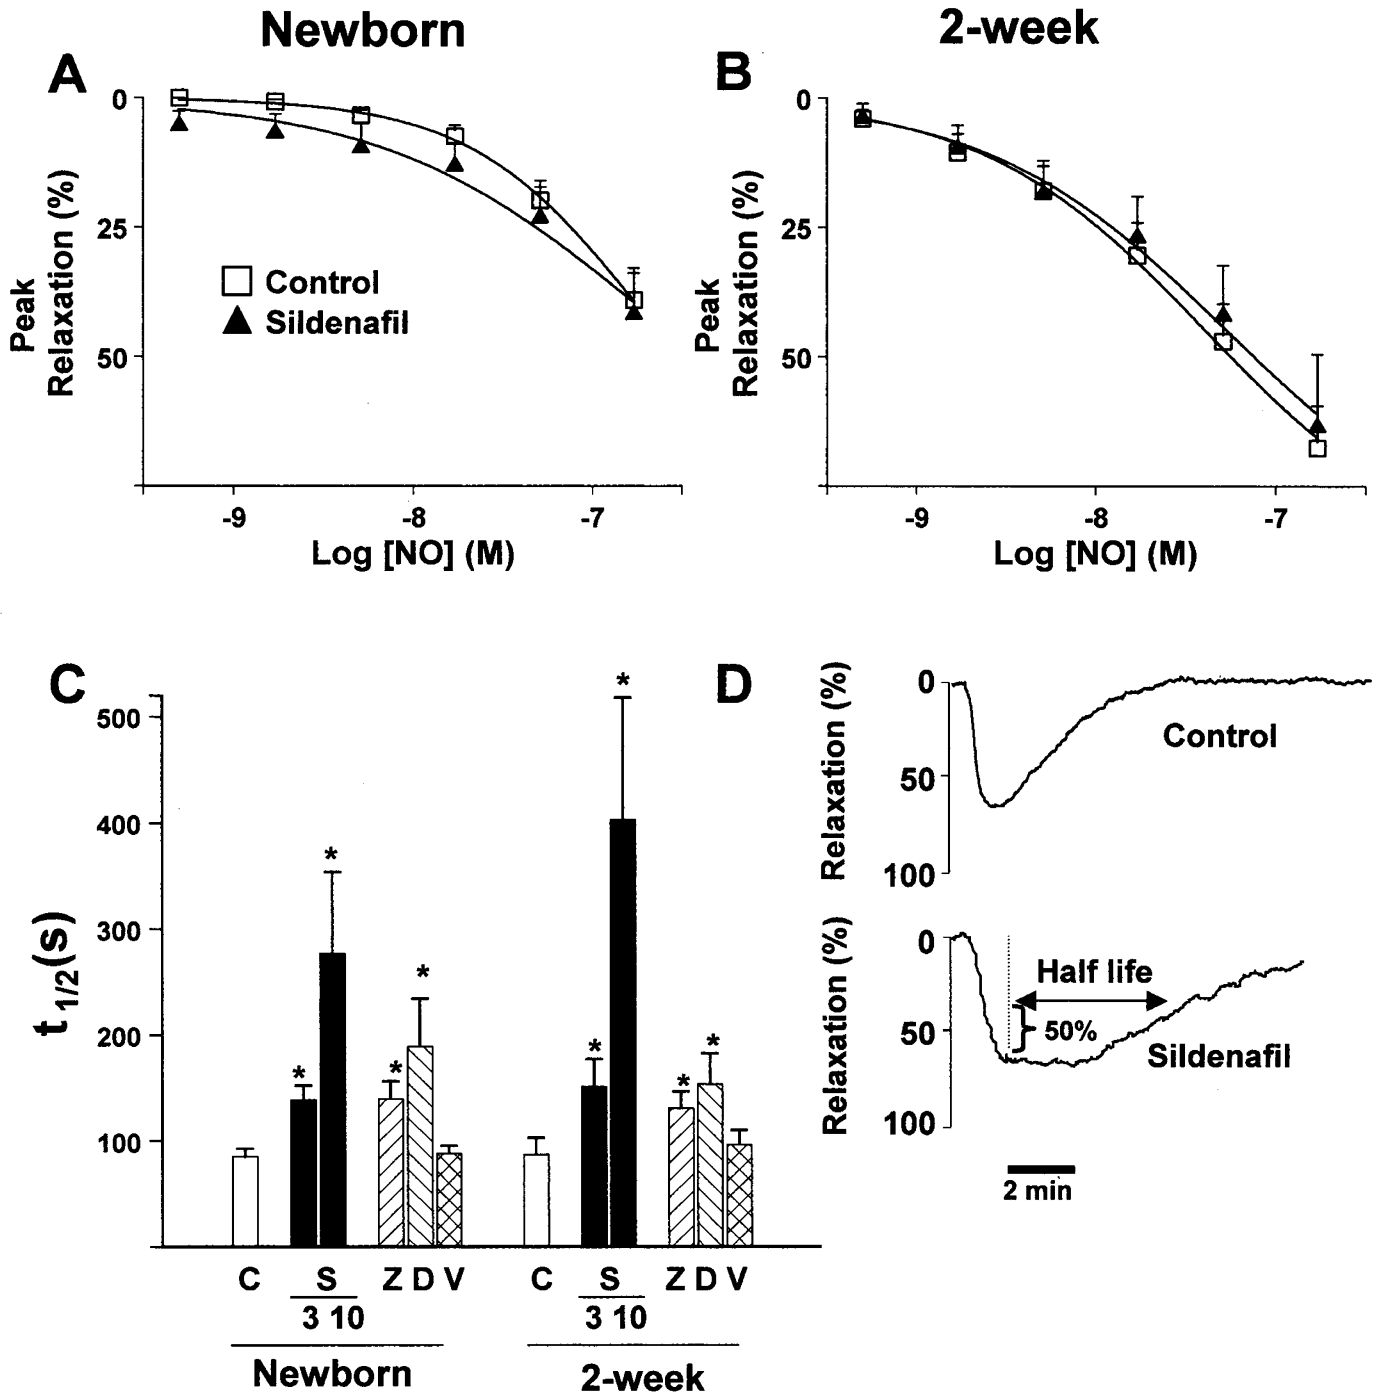 Newborn
2-week
A
B
0
25
50
Peak
Relaxation (%)
Control
Sildenafil
-9
-8
-7
Log [NO] (M)
0
25
50
Peak
Relaxation (%)
-9
-8
-7
Log [NO] (M)
C
500
400
300
200
100
t 1/2(s)
*
*
*
*
*
*
*
*
C
S
Z D V
C
S
Z D V
3 10
3 10
Newborn
2-week
D
0
50
100
Relaxation (%)
Control
0
50
100
Relaxation (%)
Half life
50%
Sildenafil
2 min